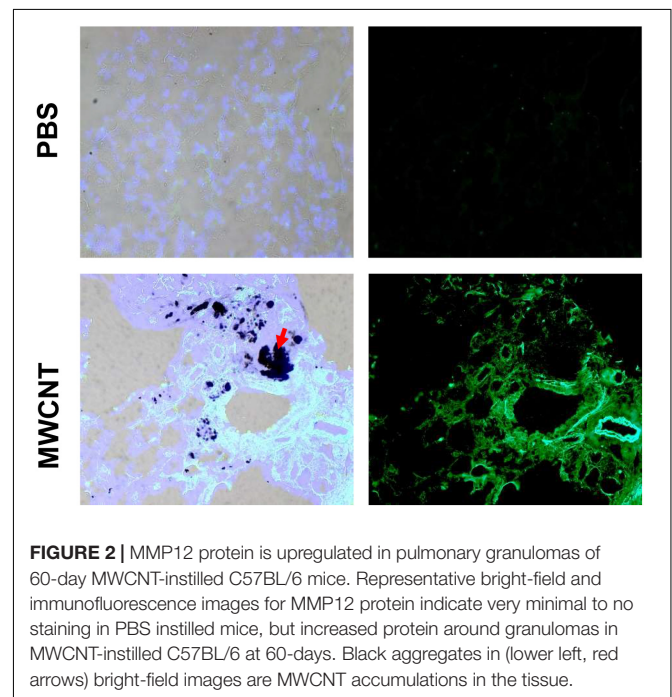 PBS
MWCNT
FIGURE 2 | MMP12 protein is upregulated in pulmonary granulomas of
60-day MWCNT-instilled C57BL/6 mice. Representative bright-field and
immunofluorescence images for MMP12 protein indicate very minimal to no
staining in PBS instilled mice, but increased protein around granulomas in
MWCNT-instilled C57BL/6 at 60-days. Black aggregates in (lower left, red
arrows) bright-field images are MWCNT accumulations in the tissue.